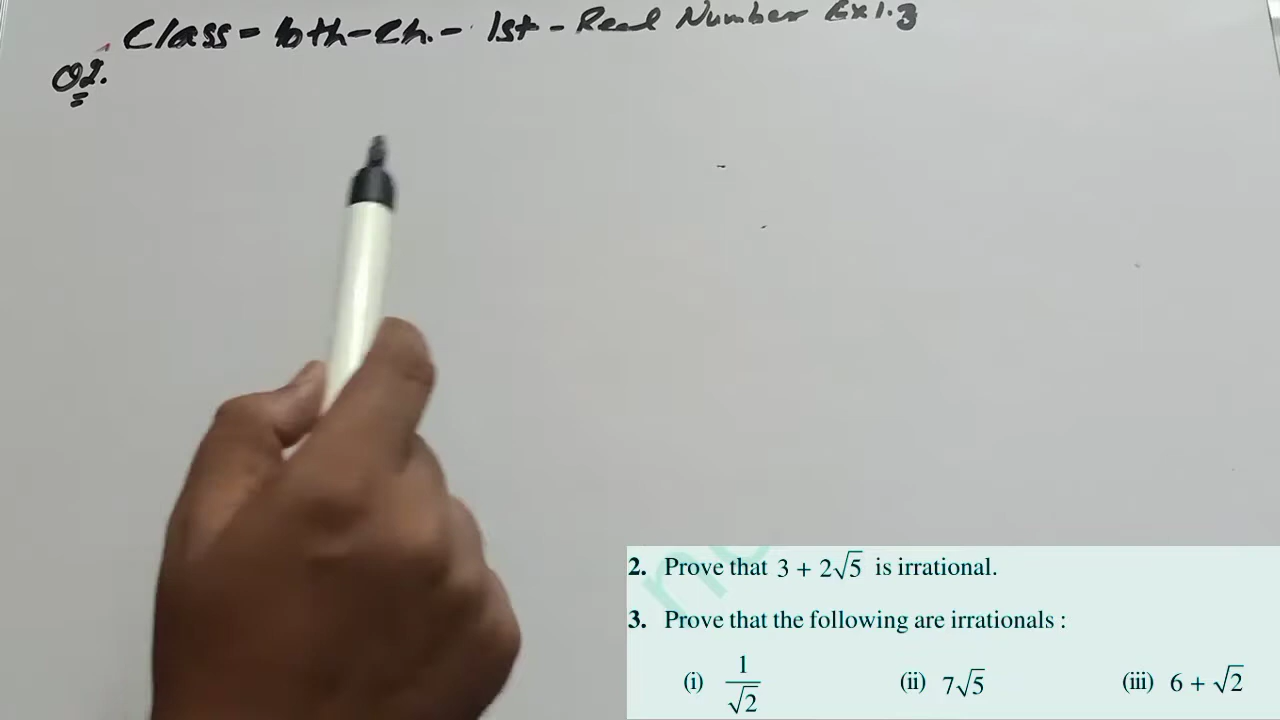 Class - 10th - Ch. - 1st - Real Number Ex 1.3
Q2.
2. Prove that 3 + 2√5 is irrational.
3. Prove that the following are irrationals :
(i) 1/√2 (ii) 7√5 (iii) 6 + √2